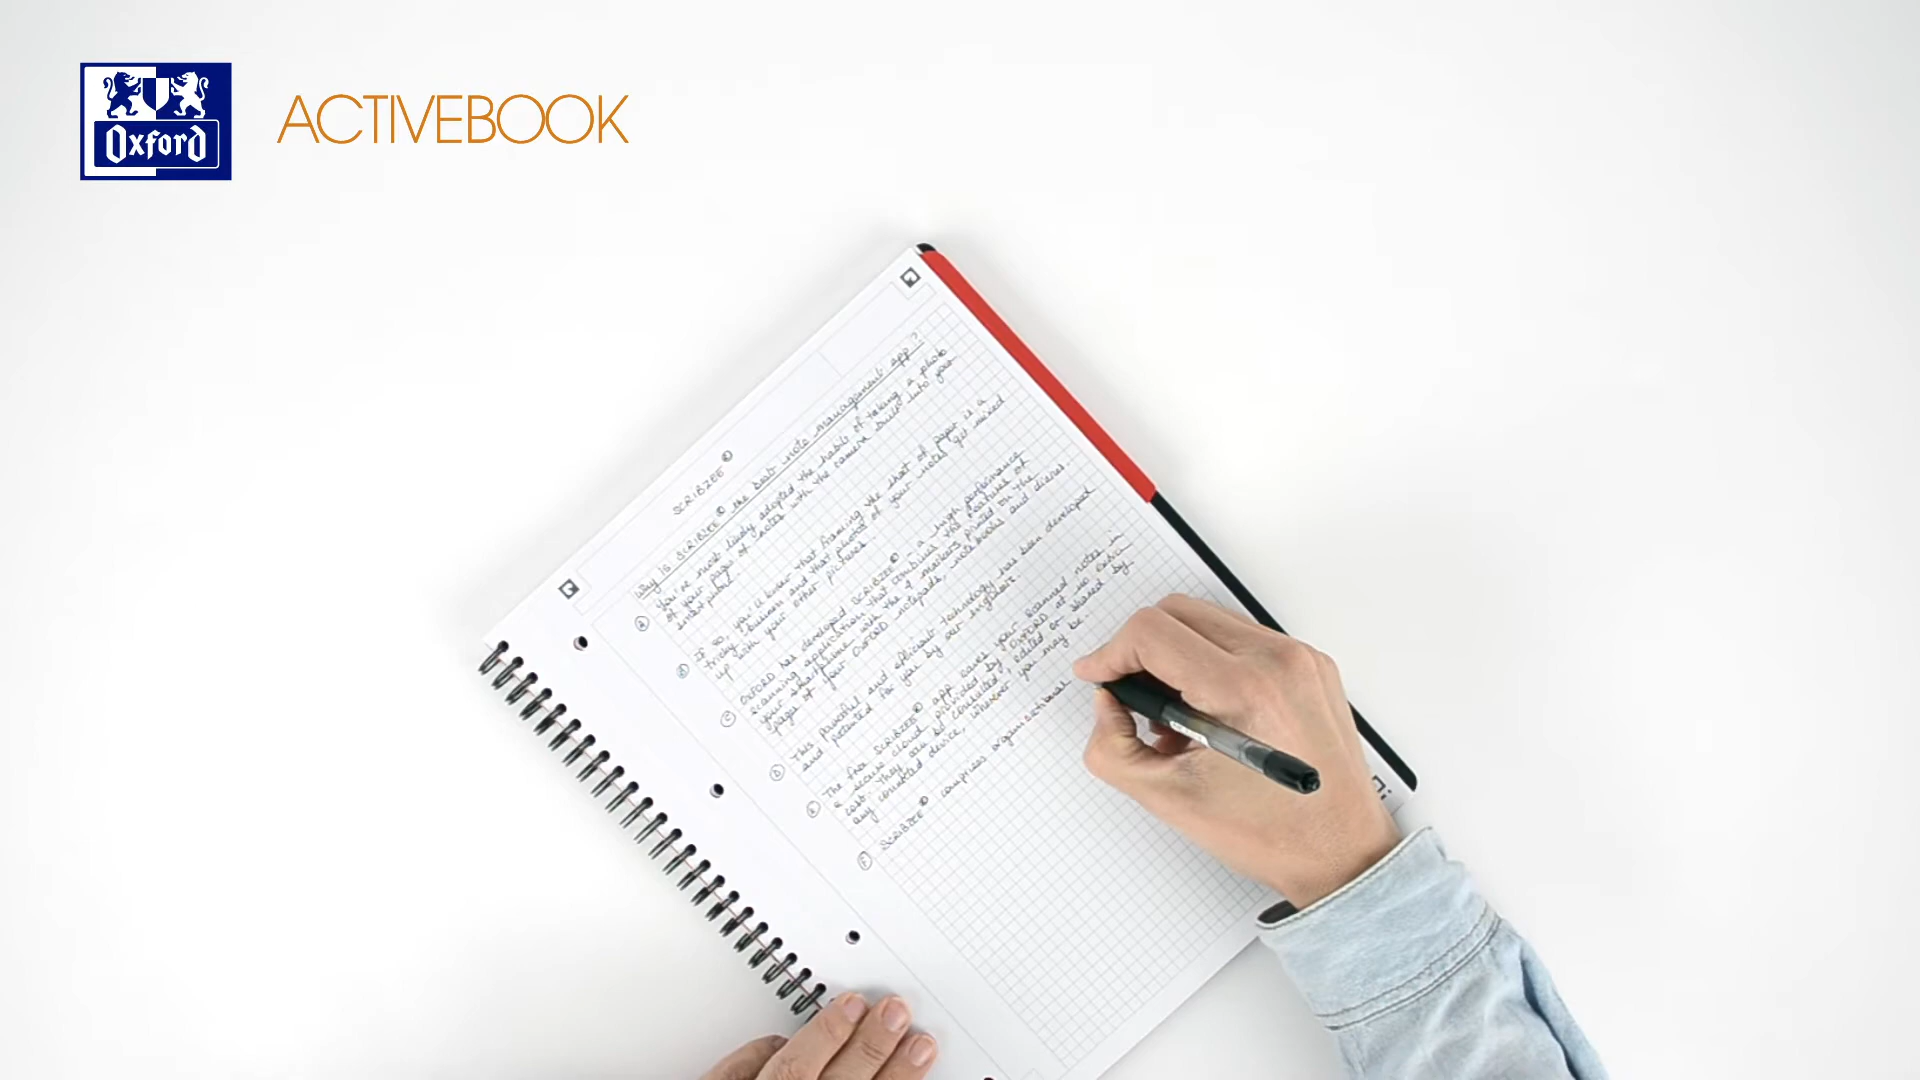 Oxford
ACTIVEBOOK
SCRIBZEE ®
Why is SCRIBZEE® the best note management app?
A You're most likely adopted the habit of taking a photo
of your pages of notes with the camera built into your
smartphone
B If so, you'll know that framing the shot of paper is a
tricky business and that photos of your notes get mixed
up with your other pictures.
C OXFORD has developed SCRIBZEE® - a high performance
scanning application that combines the features of
your smartphone with the 4 markers printed on the
pages of your OXFORD notepads, notebooks and diaries.
D This powerful and efficient technology has been developed
and patented for you by our engineers.
E The free SCRIBZEE® app saves your scanned notes in
a secure cloud provided by OXFORD at no extra
cost. They can be consulted, edited or shared by
any connected device, wherever you may be.
F SCRIBZEE® comprises organisational